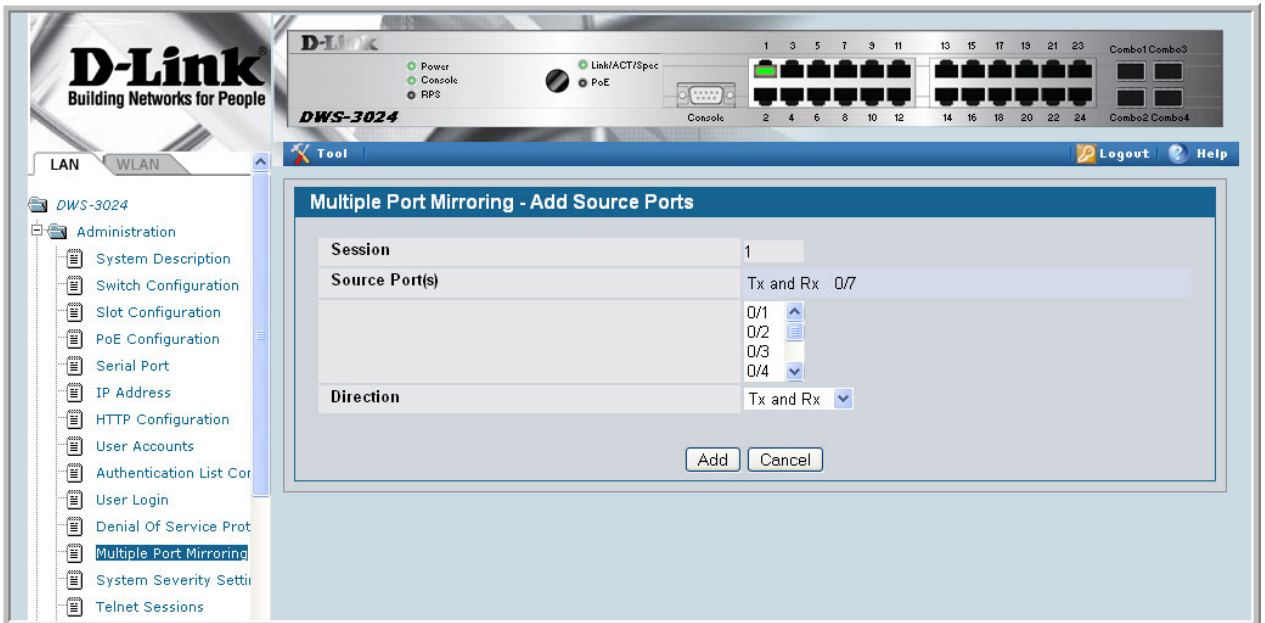 D-Link
Building Networks for People
D-Link
Power
Console
RPS
Link/ACT/Spec
PoE
DWS-3024
Console
1 3 5 7 9 11 13 15 17 19 21 23
Combo1 Combo3
2 4 6 8 10 12 14 16 18 20 22 24
Combo2 Combo4
LAN WLAN
Tool
Logout Help
DWS-3024
Administration
System Description
Switch Configuration
Slot Configuration
PoE Configuration
Serial Port
IP Address
HTTP Configuration
User Accounts
Authentication List Cor
User Login
Denial Of Service Prot
Multiple Port Mirroring
System Severity Settin
Telnet Sessions
Multiple Port Mirroring - Add Source Ports
Session 1
Source Port(s) Tx and Rx 0/7
0/1
0/2
0/3
0/4
Direction Tx and Rx
Add Cancel